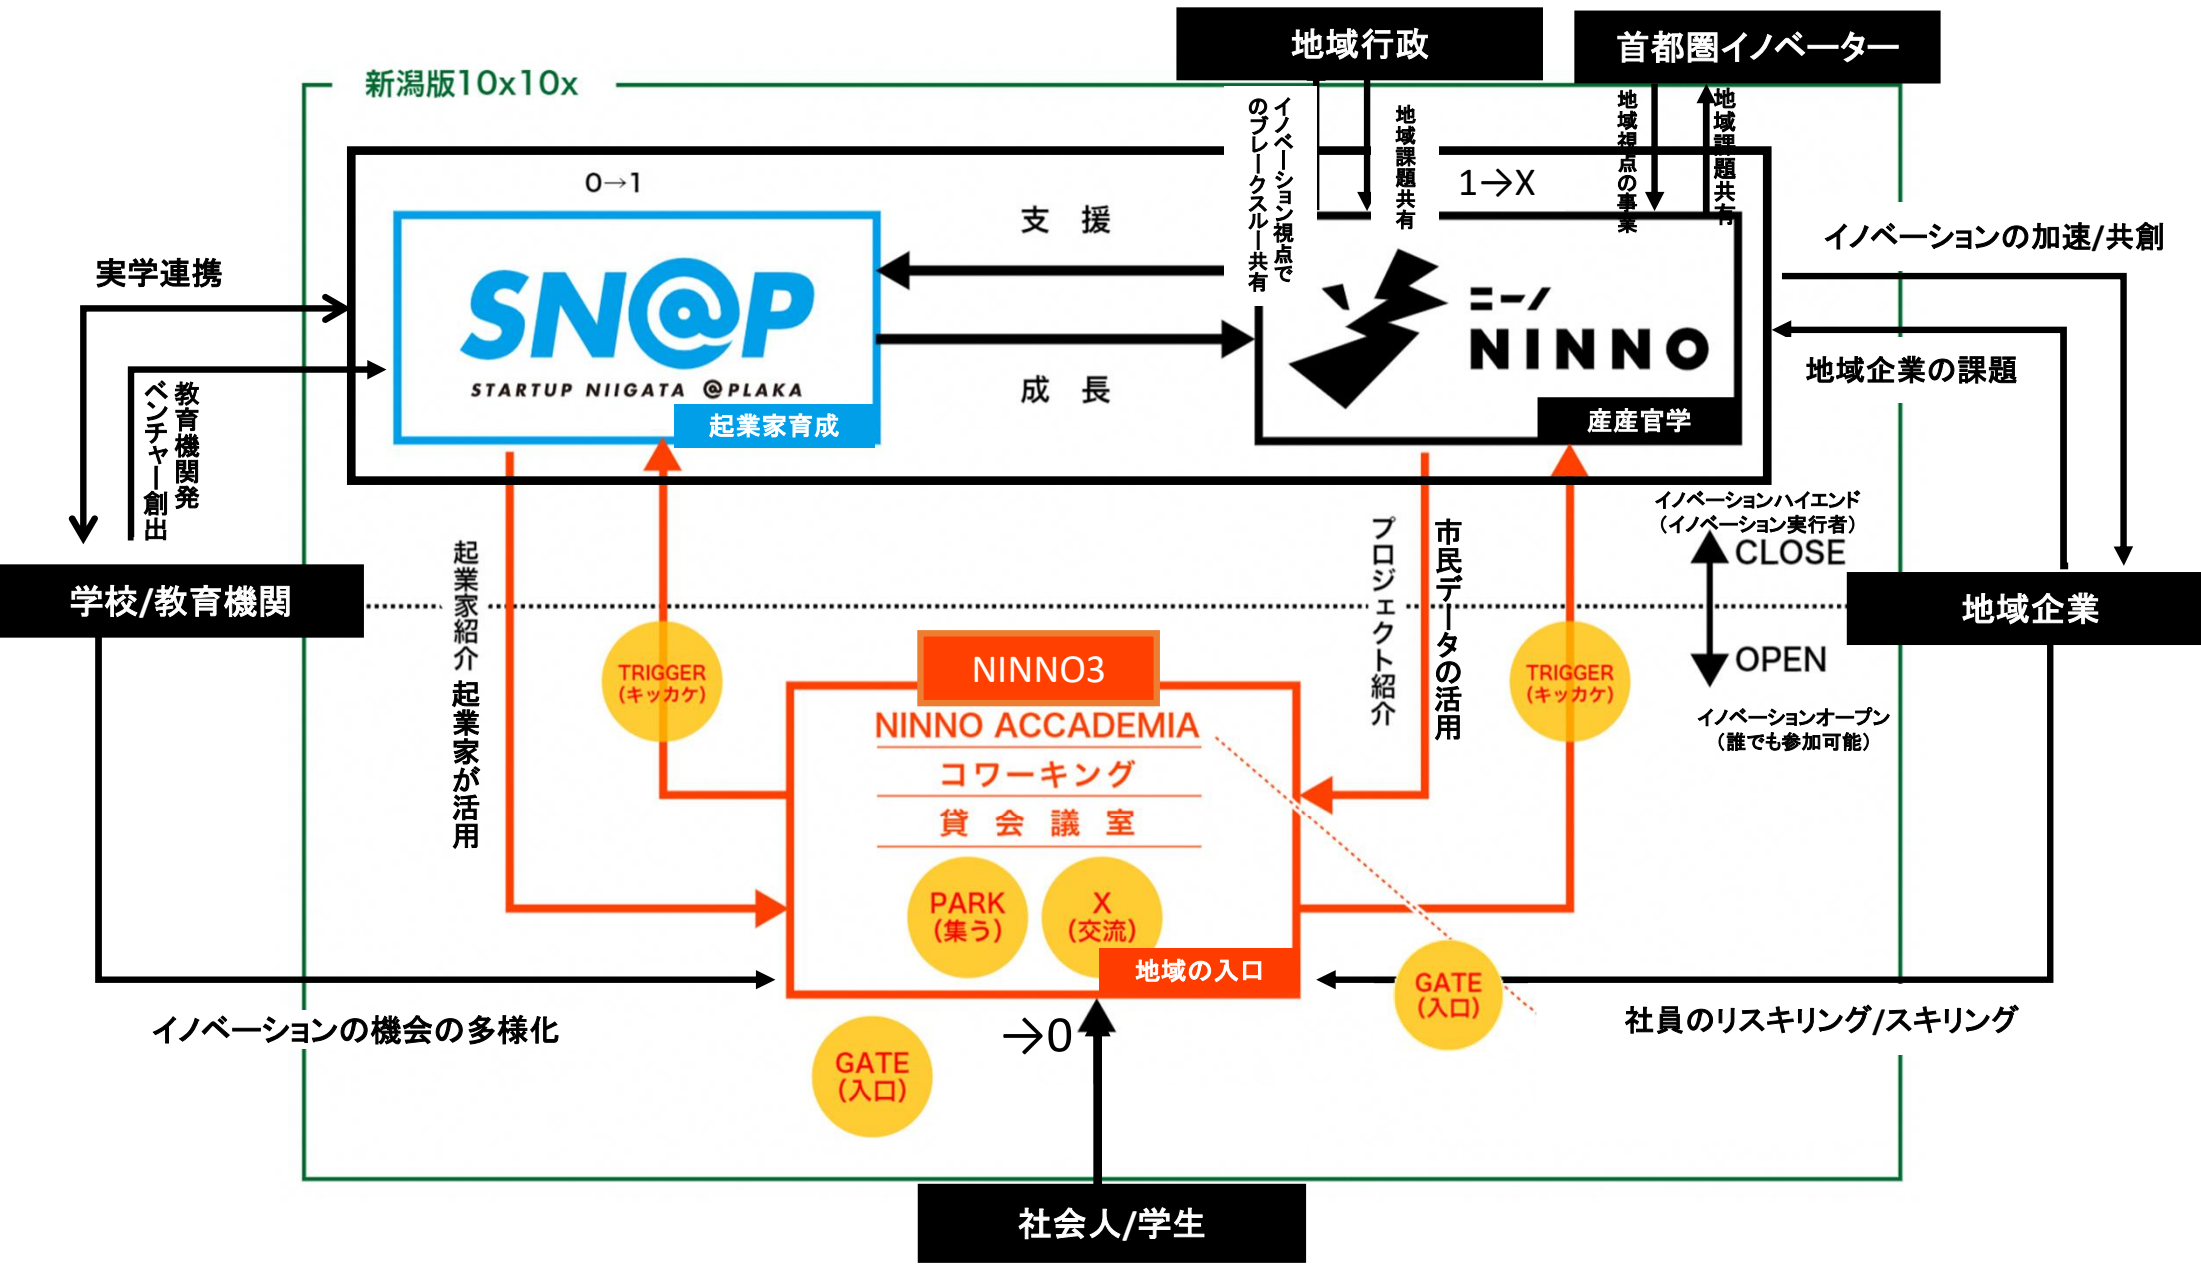 地域行政
首都圏イノベーター
新潟版10x10x
イノベーション視点で
のブレークスルー共有
地域課題共有
地域視点の事業
地域課題共有
0→1
1→X
支 援
成 長
SN@P
STARTUP NIIGATA @PLAKA
起業家育成
ニーノ
NINNO
産産官学
実学連携
教育機関発
ベンチャー創出
イノベーションの加速/共創
地域企業の課題
イノベーションハイエンド
（イノベーション実行者）
CLOSE
OPEN
イノベーションオープン
（誰でも参加可能）
学校/教育機関
地域企業
起業家紹介
起業家が活用
TRIGGER
(キッカケ)
プロジェクト紹介
市民データの活用
TRIGGER
(キッカケ)
NINNO3
NINNO ACCADEMIA
コワーキング
貸 会 議 室
PARK
(集う)
X
(交流)
地域の入口
→0
GATE
(入口)
GATE
(入口)
イノベーションの機会の多様化
社員のリスキリング/スキリング
社会人/学生